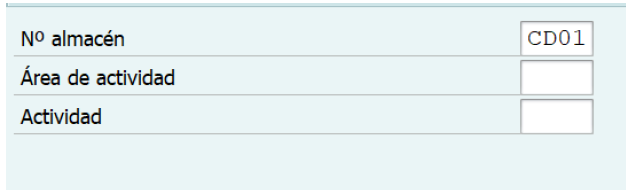 Nº almacén CD01
Área de actividad
Actividad